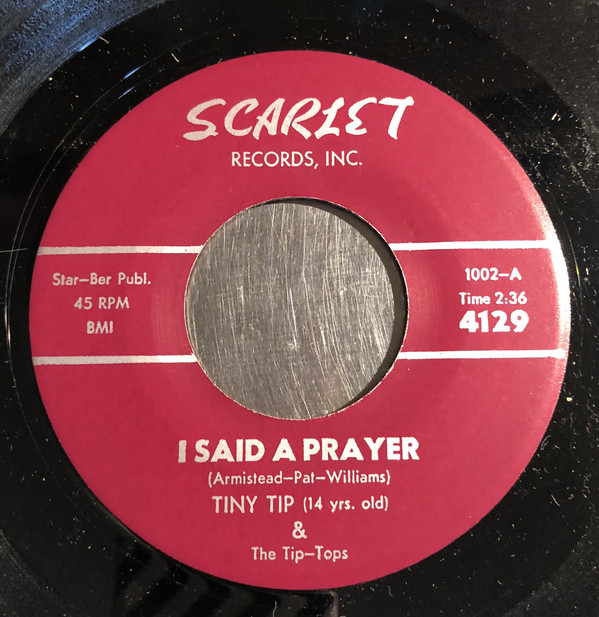 SCARLET
RECORDS, INC.
Star-Ber Publ.
45 RPM
BMI
1002-A
Time 2:36
4129
I SAID A PRAYER
(Armistead-Pat-Williams)
TINY TIP (14 yrs. old)
&
The Tip-Tops